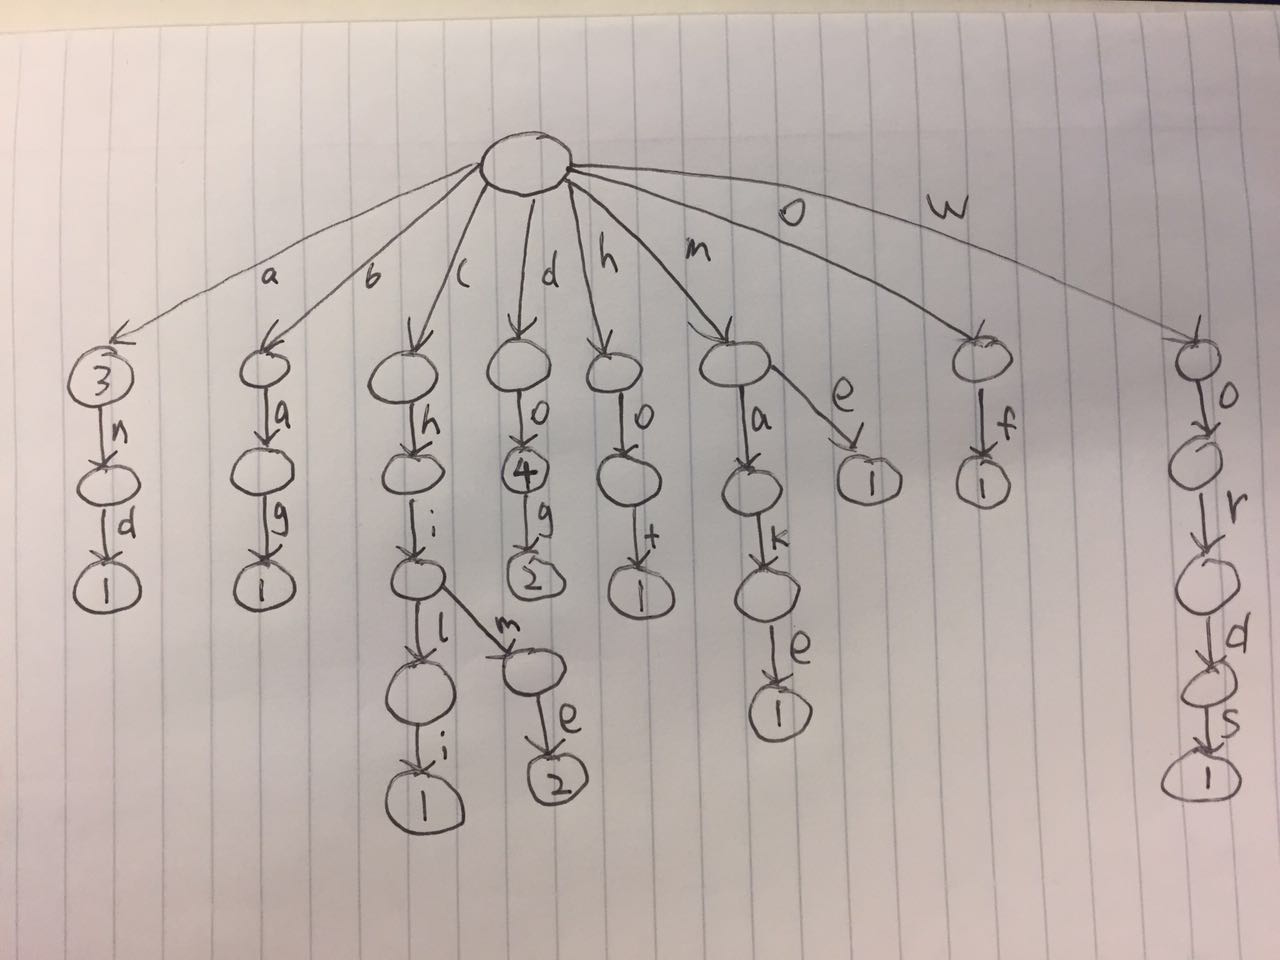 a b c d h m o w
3
n a h o o a e f o
4 1 1
d g i g t k r
1 1 2 1
l m e d
1
i e s
1 2 1